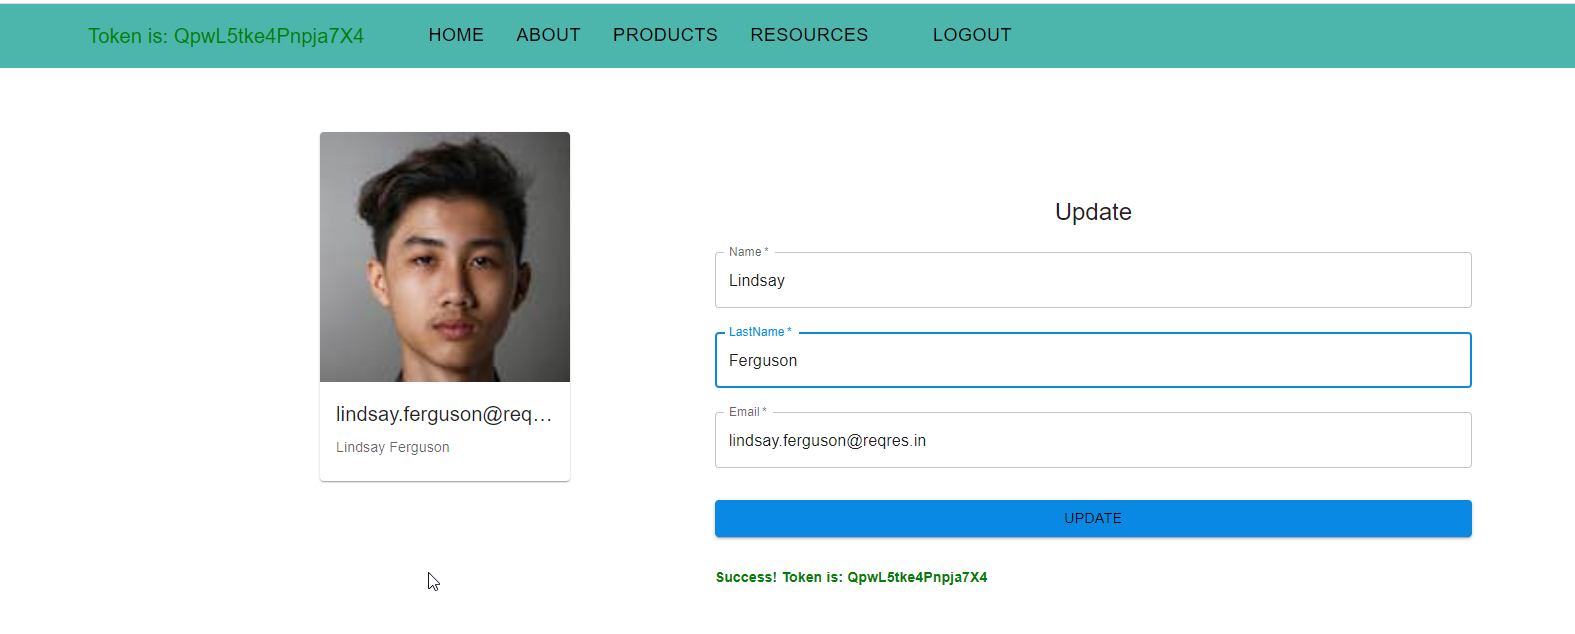 Token is: QpwL5tke4Pnpja7X4 HOME ABOUT PRODUCTS RESOURCES LOGOUT
lindsay.ferguson@req...
Lindsay Ferguson
Update
Name *
Lindsay
LastName *
Ferguson
Email *
lindsay.ferguson@reqres.in
UPDATE
Success! Token is: QpwL5tke4Pnpja7X4